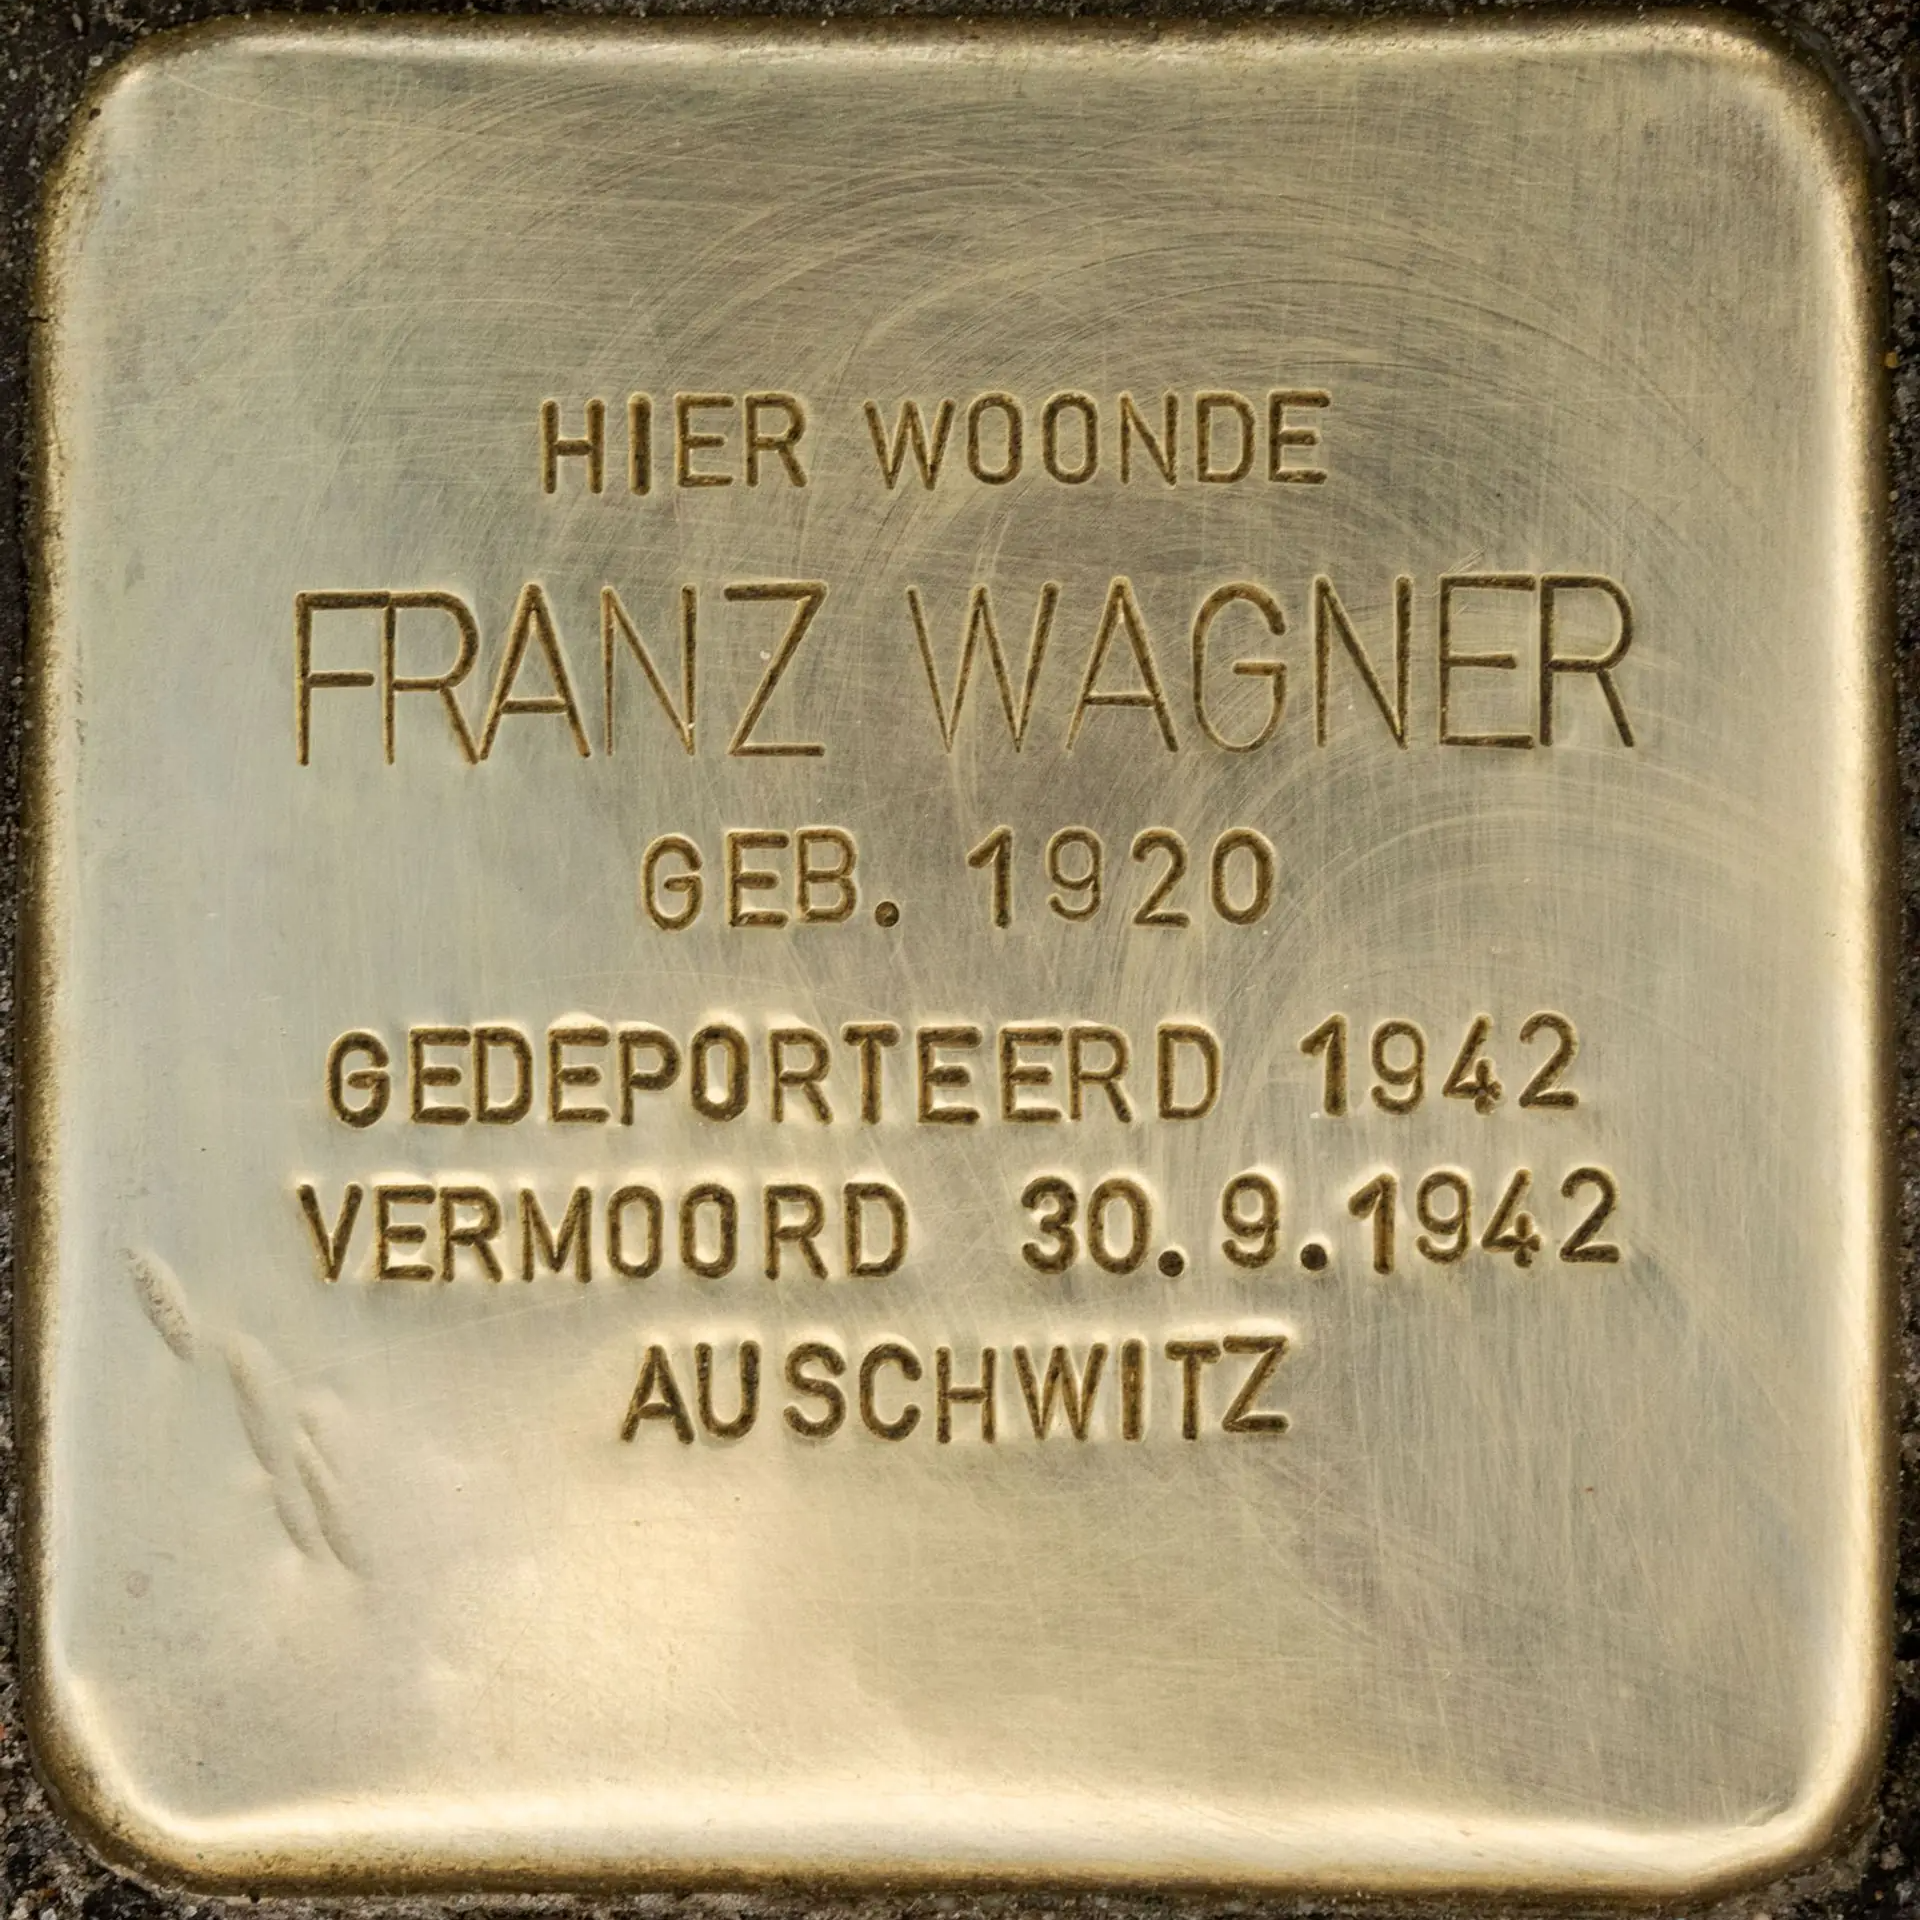 HIER WOONDE
FRANZ WAGNER
GEB. 1920
GEDEPORTEERD 1942
VERMOORD 30.9.1942
AUSCHWITZ